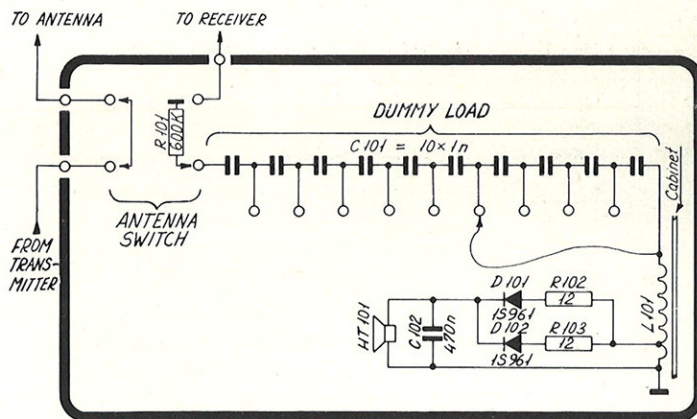 TO ANTENNA
TO RECEIVER
R101
600K
DUMMY LOAD
C101 = 10×1n
Cabinet
ANTENNA
SWITCH
FROM
TRANS-
MITTER
HT101
C102
470n
D101
1S961
D102
1S961
R102
12
R103
12
L101